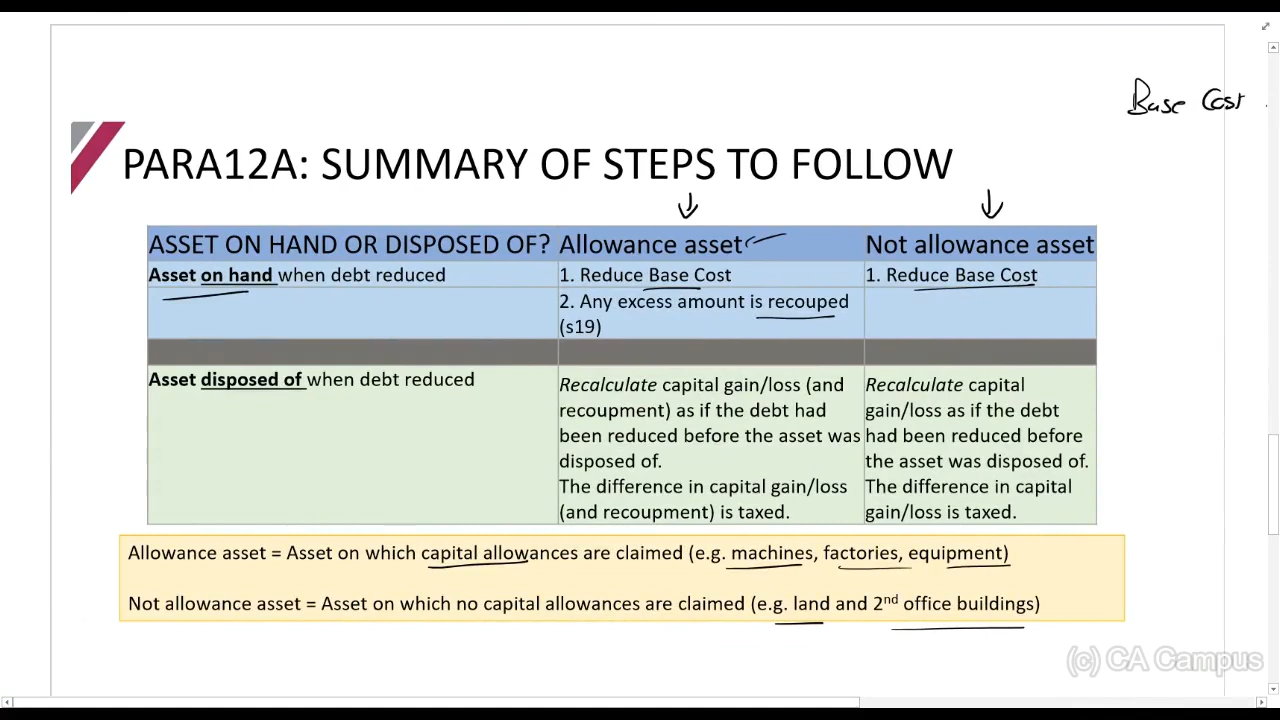 Base Cost
PARA12A: SUMMARY OF STEPS TO FOLLOW
ASSET ON HAND OR DISPOSED OF? Allowance asset Not allowance asset
Asset on hand when debt reduced 1. Reduce Base Cost 1. Reduce Base Cost
2. Any excess amount is recouped
(s19)
Asset disposed of when debt reduced
Recalculate capital gain/loss (and
recoupment) as if the debt had
been reduced before the asset was
disposed of.
The difference in capital gain/loss
(and recoupment) is taxed.
Recalculate capital
gain/loss as if the debt
had been reduced before
the asset was disposed of.
The difference in capital
gain/loss is taxed.
Allowance asset = Asset on which capital allowances are claimed (e.g. machines, factories, equipment)
Not allowance asset = Asset on which no capital allowances are claimed (e.g. land and 2nd office buildings)
(c) CA Campus